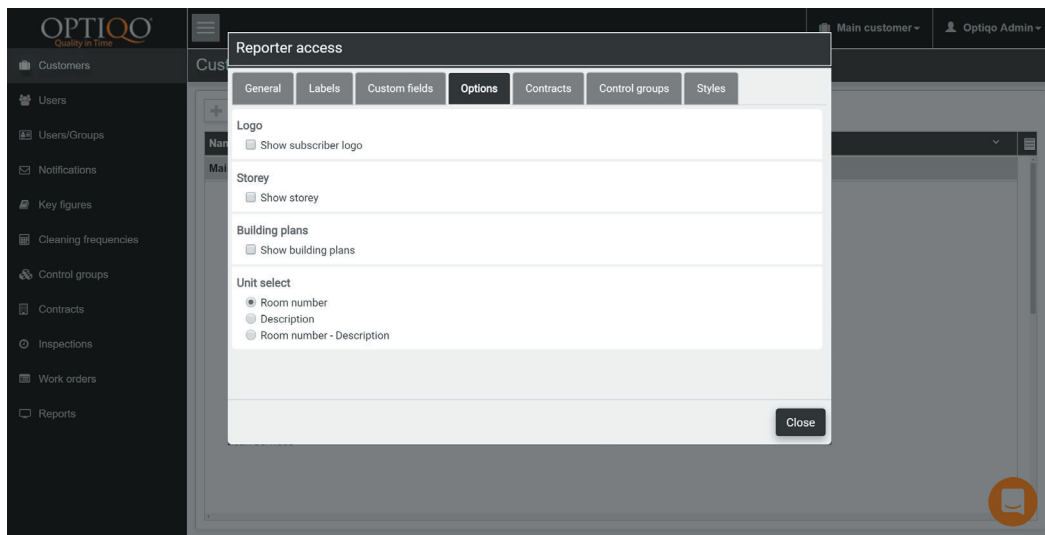 OPTIQO
Quality in Time
Main customer
Optiqo Admin
Customers
Users
Users/Groups
Notifications
Key figures
Cleaning frequencies
Control groups
Contracts
Inspections
Work orders
Reports
Reporter access
General Labels Custom fields Options Contracts Control groups Styles
Logo
Show subscriber logo
Storey
Show storey
Building plans
Show building plans
Unit select
Room number
Description
Room number - Description
Close